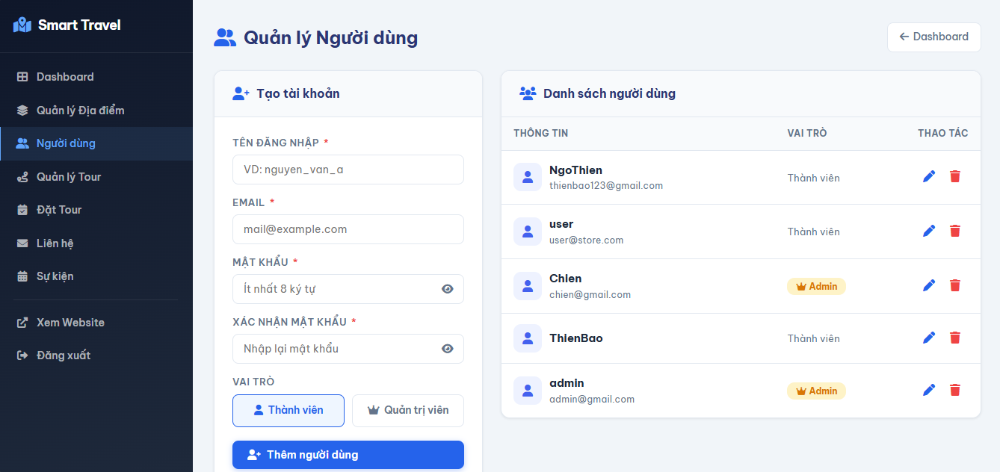 Smart Travel
Dashboard
Quản lý Địa điểm
Người dùng
Quản lý Tour
Đặt Tour
Liên hệ
Sự kiện
Xem Website
Đăng xuất
Quản lý Người dùng
← Dashboard
Tạo tài khoản
TÊN ĐĂNG NHẬP *
VD: nguyen_van_a
EMAIL *
mail@example.com
MẬT KHẨU *
Ít nhất 8 ký tự
XÁC NHẬN MẬT KHẨU *
Nhập lại mật khẩu
VAI TRÒ
Thành viên Quản trị viên
Thêm người dùng
Danh sách người dùng
THÔNG TIN VAI TRÒ THAO TÁC
NgoThien
thienbao123@gmail.com
Thành viên
user
user@store.com
Thành viên
Chien
chien@gmail.com
Admin
ThienBao
Thành viên
admin
admin@gmail.com
Admin